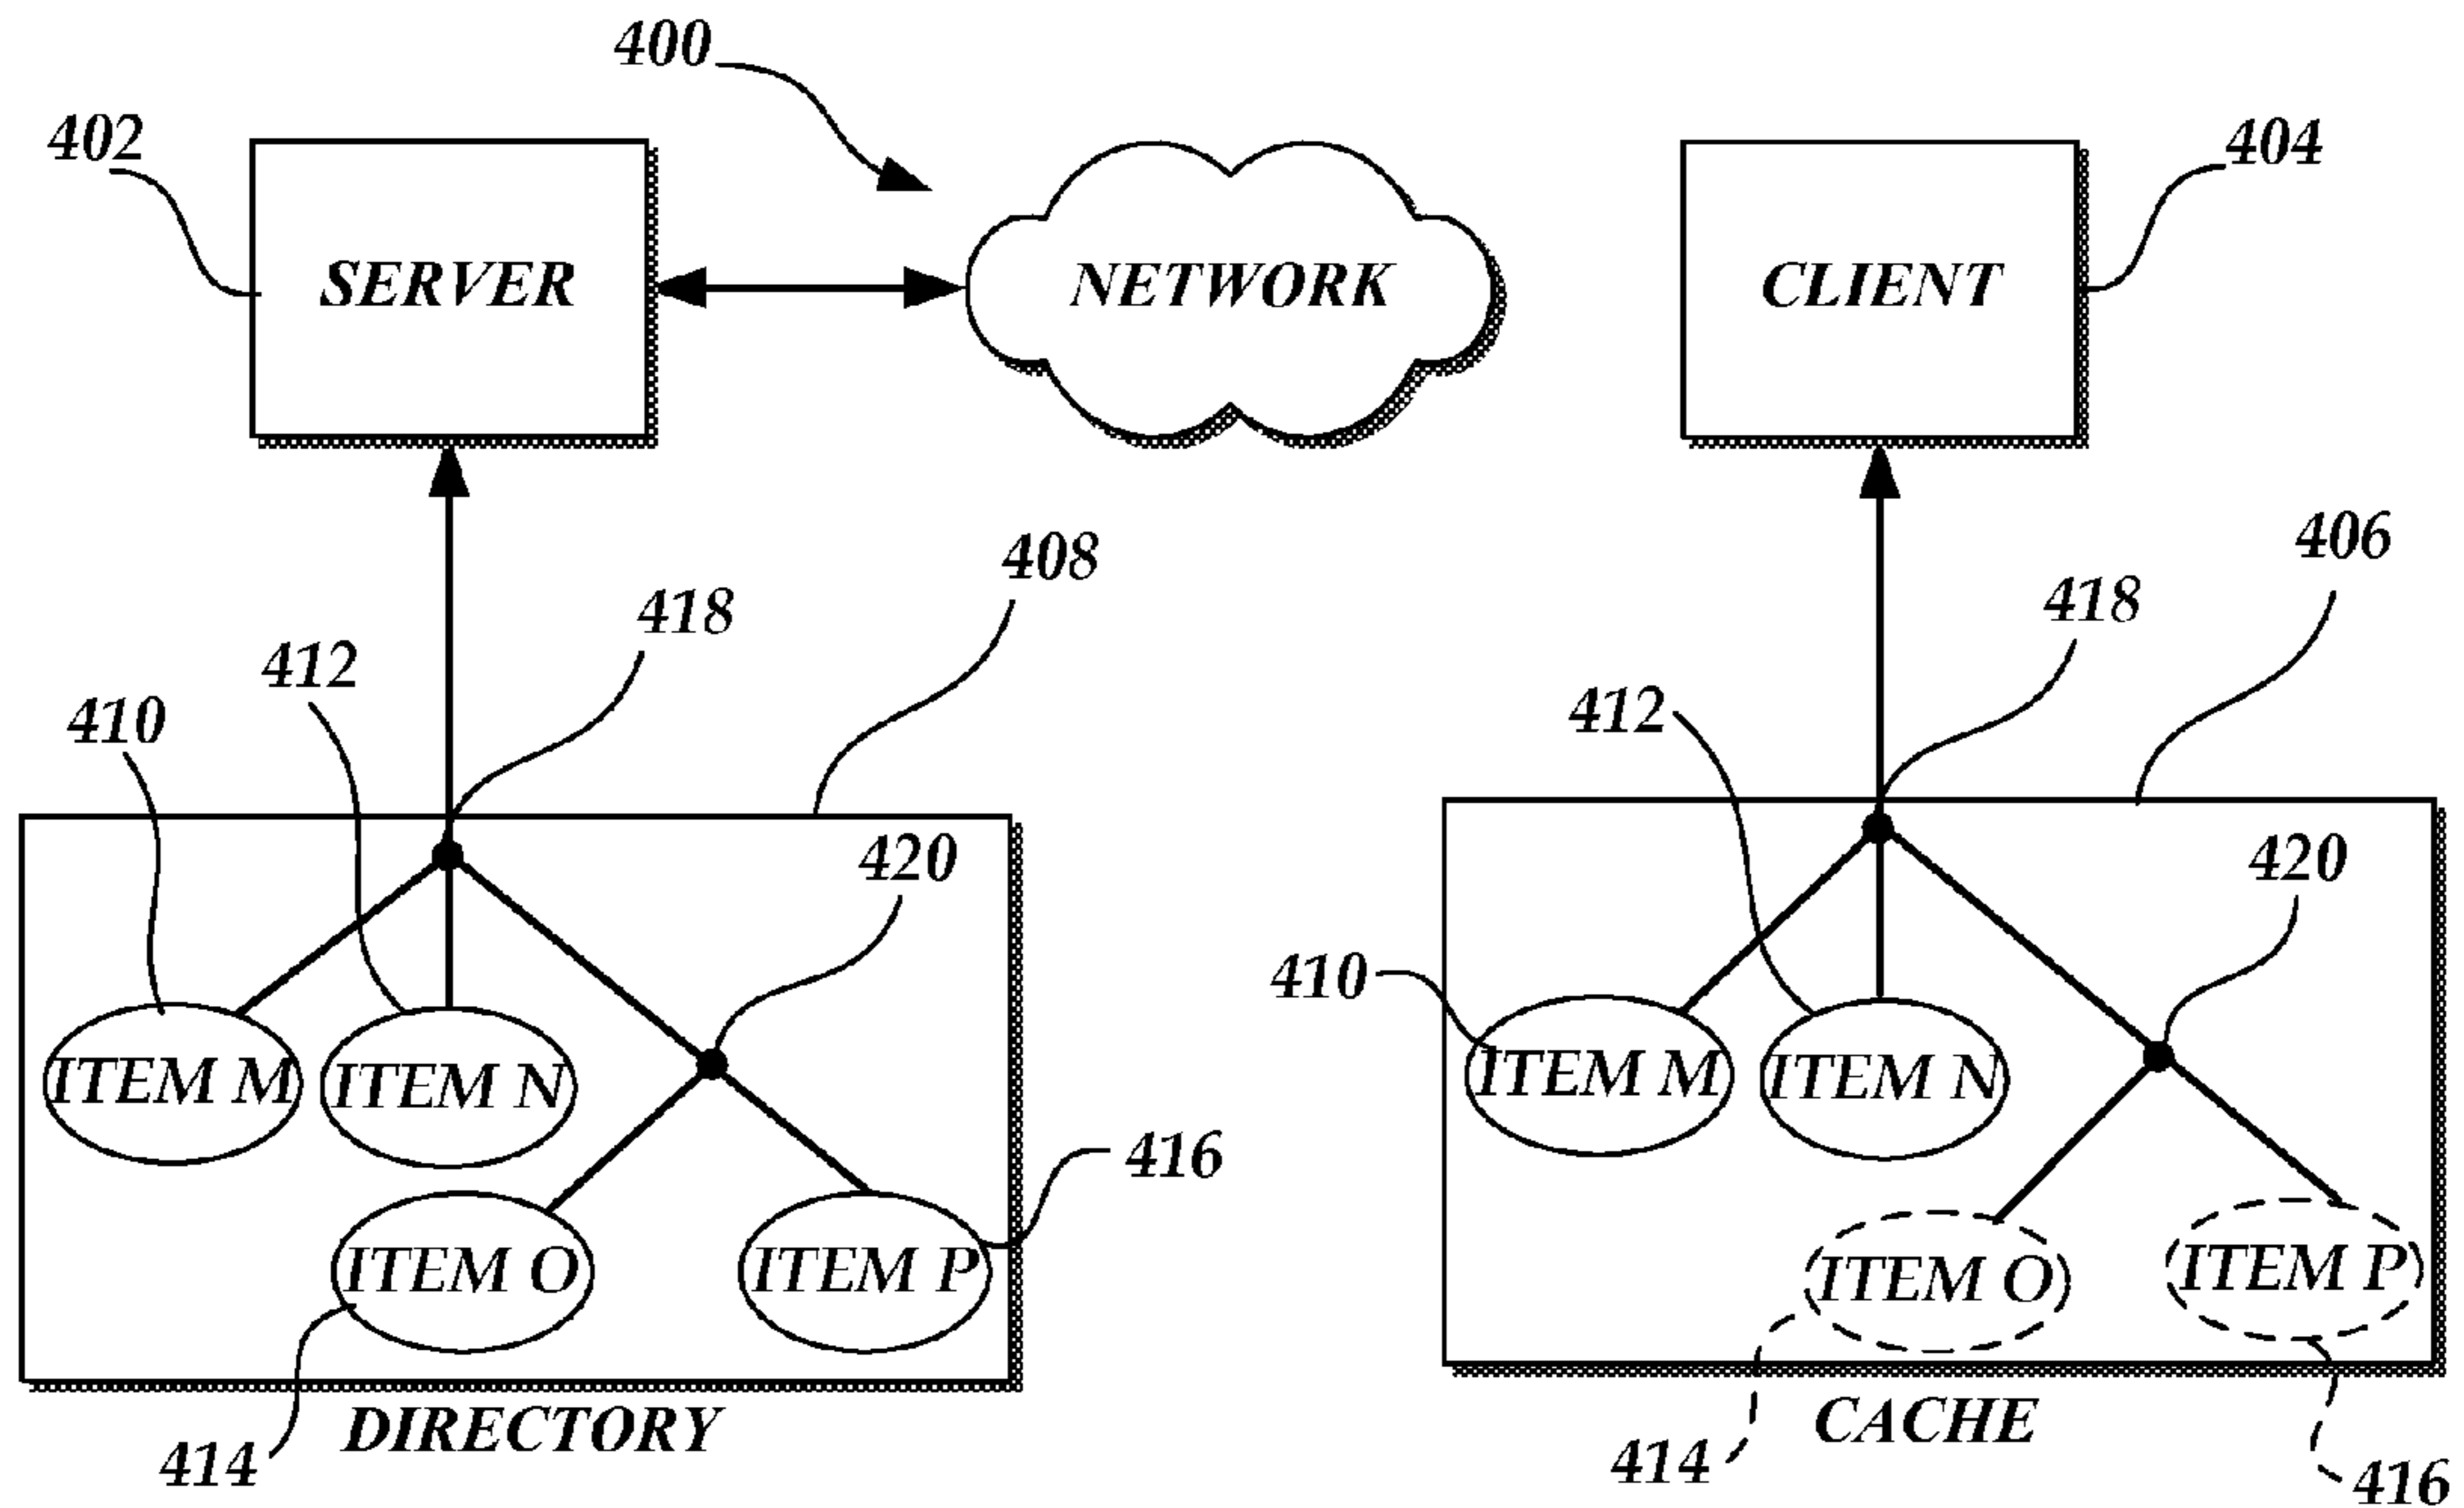 400
402
404
SERVER
NETWORK
CLIENT
408
406
418
418
412
412
410
420
420
410
ITEM M
ITEM N
ITEM M
ITEM N
416
ITEM O
ITEM P
ITEM O
ITEM P
DIRECTORY
CACHE
414
414
416